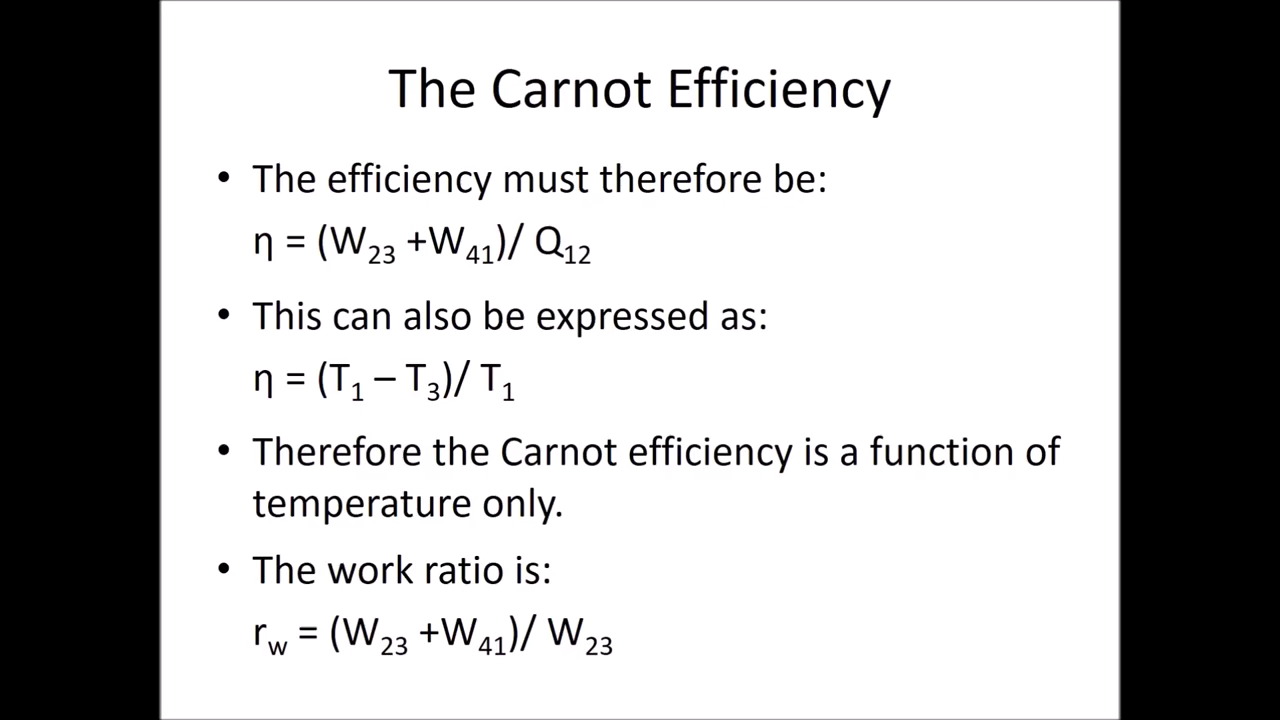 The Carnot Efficiency
• The efficiency must therefore be:
η = (W₂₃ +W₄₁)/ Q₁₂
• This can also be expressed as:
η = (T₁ – T₃)/ T₁
• Therefore the Carnot efficiency is a function of
temperature only.
• The work ratio is:
r_w = (W₂₃ +W₄₁)/ W₂₃